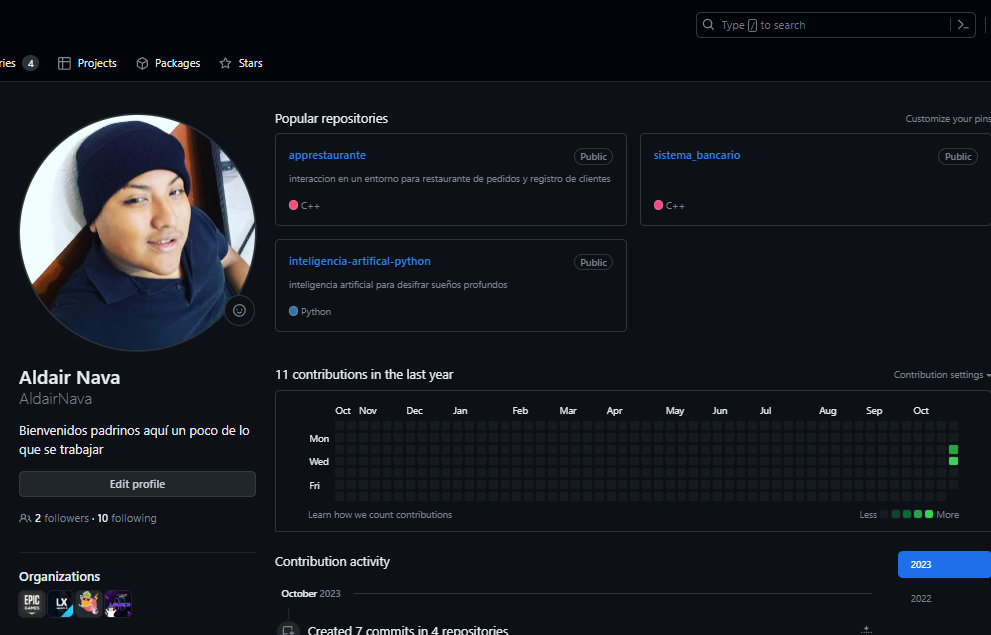 Type / to search
ries 4 Projects Packages Stars
Popular repositories
Customize your pins
apprestaurante Public
interaccion en un entorno para restaurante de pedidos y registro de clientes
C++
sistema_bancario Public
C++
inteligencia-artifical-python Public
inteligencia artificial para desifrar sueños profundos
Python
Aldair Nava
AldairNava
Bienvenidos padrinos aquí un poco de lo
que se trabajar
Edit profile
2 followers · 10 following
Organizations
EPIC
GAMES
LX
11 contributions in the last year
Contribution settings
Oct Nov Dec Jan Feb Mar Apr May Jun Jul Aug Sep Oct
Mon
Wed
Fri
Learn how we count contributions
Less More
Contribution activity
2023
2022
October 2023
Created 7 commits in 4 repositories